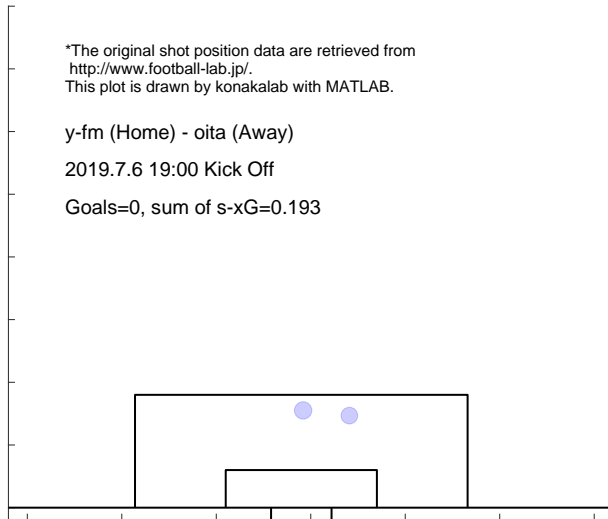 *The original shot position data are retrieved from
http://www.football-lab.jp/.
This plot is drawn by konakalab with MATLAB.
y-fm (Home) - oita (Away)
2019.7.6 19:00 Kick Off
Goals=0, sum of s-xG=0.193